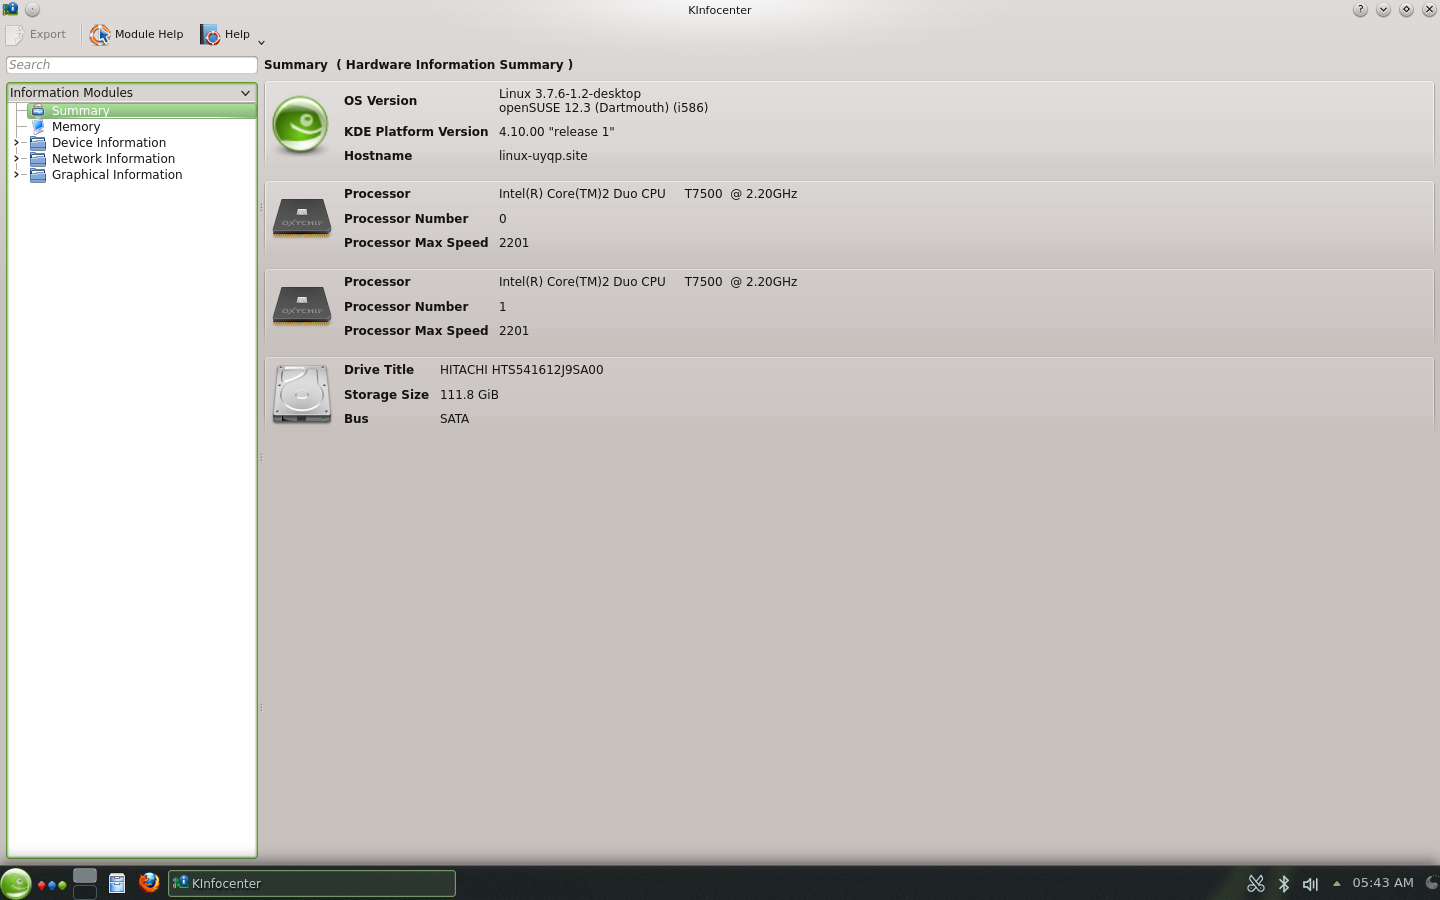 KInfocenter
Export
Module Help
Help
Search
Summary ( Hardware Information Summary )
Information Modules
Summary
Memory
Device Information
Network Information
Graphical Information
OS Version
Linux 3.7.6-1.2-desktop
openSUSE 12.3 (Dartmouth) (i586)
KDE Platform Version 4.10.00 "release 1"
Hostname linux-uyqp.site
OXYCHIP
Processor Intel(R) Core(TM)2 Duo CPU T7500 @ 2.20GHz
Processor Number 0
Processor Max Speed 2201
OXYCHIP
Processor Intel(R) Core(TM)2 Duo CPU T7500 @ 2.20GHz
Processor Number 1
Processor Max Speed 2201
Drive Title HITACHI HTS541612J9SA00
Storage Size 111.8 GiB
Bus SATA
KInfocenter
05:43 AM